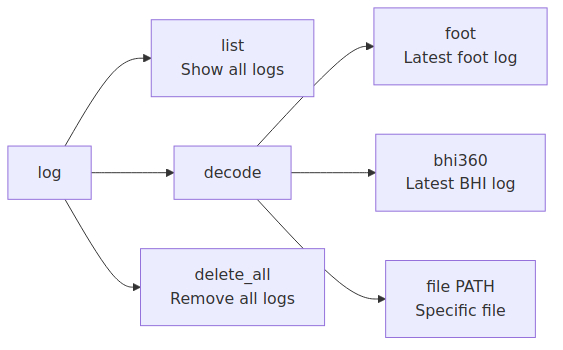 log
list
Show all logs
decode
delete_all
Remove all logs
foot
Latest foot log
bhi360
Latest BHI log
file PATH
Specific file